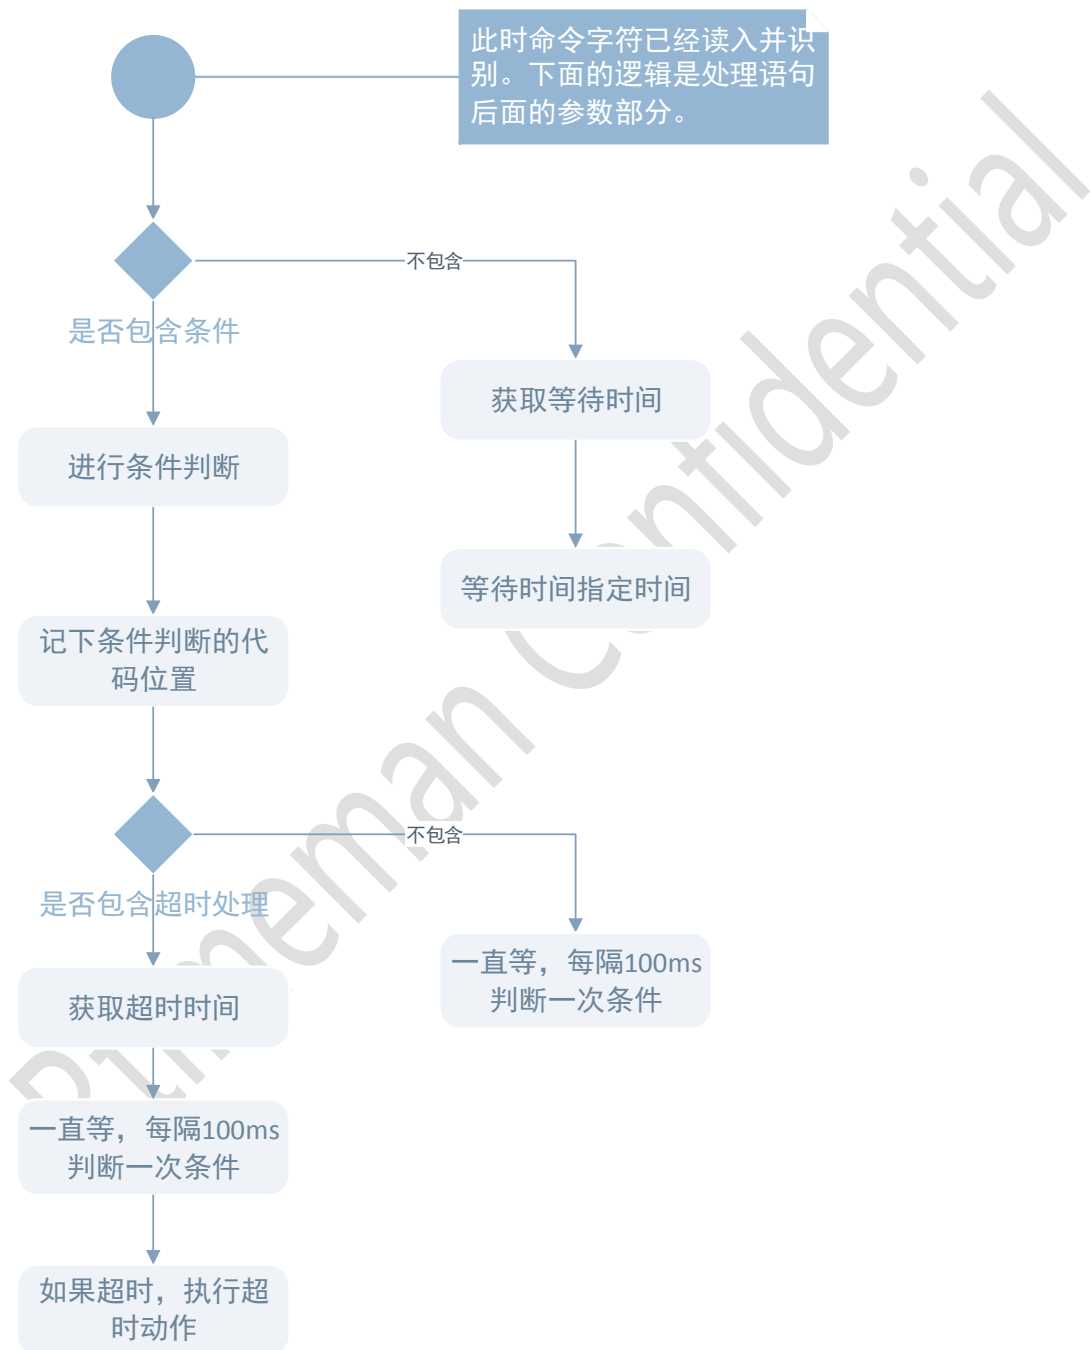 此时命令字符已经读入并识
别。下面的逻辑是处理语句
后面的参数部分。
不包含
是否包含条件
获取等待时间
进行条件判断
等待时间指定时间
记下条件判断的代
码位置
不包含
是否包含超时处理
一直等，每隔100ms
判断一次条件
获取超时时间
一直等，每隔100ms
判断一次条件
如果超时，执行超
时动作
Confidential